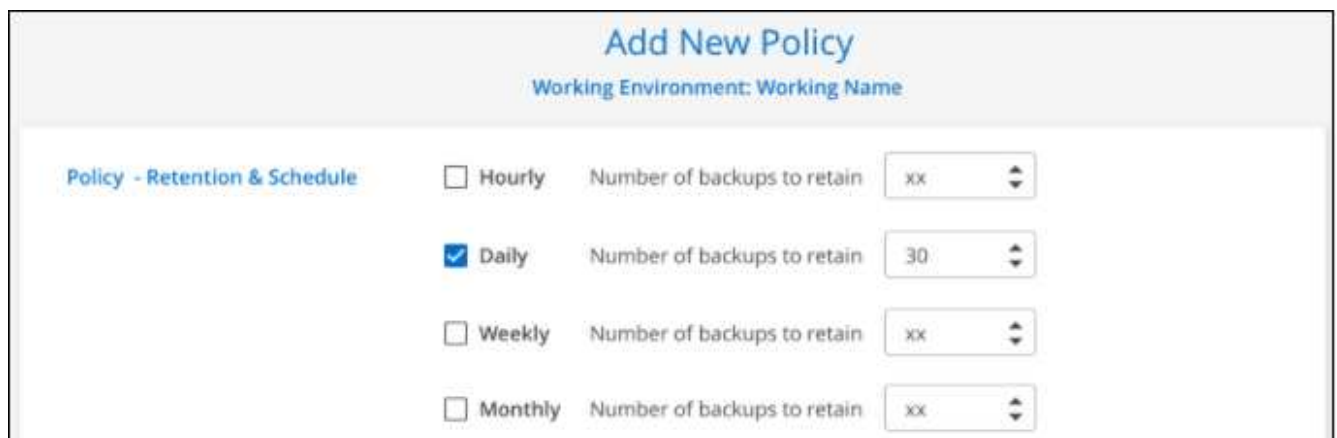 Add New Policy
Working Environment: Working Name
Policy - Retention & Schedule Hourly Number of backups to retain xx
Daily Number of backups to retain 30
Weekly Number of backups to retain xx
Monthly Number of backups to retain xx